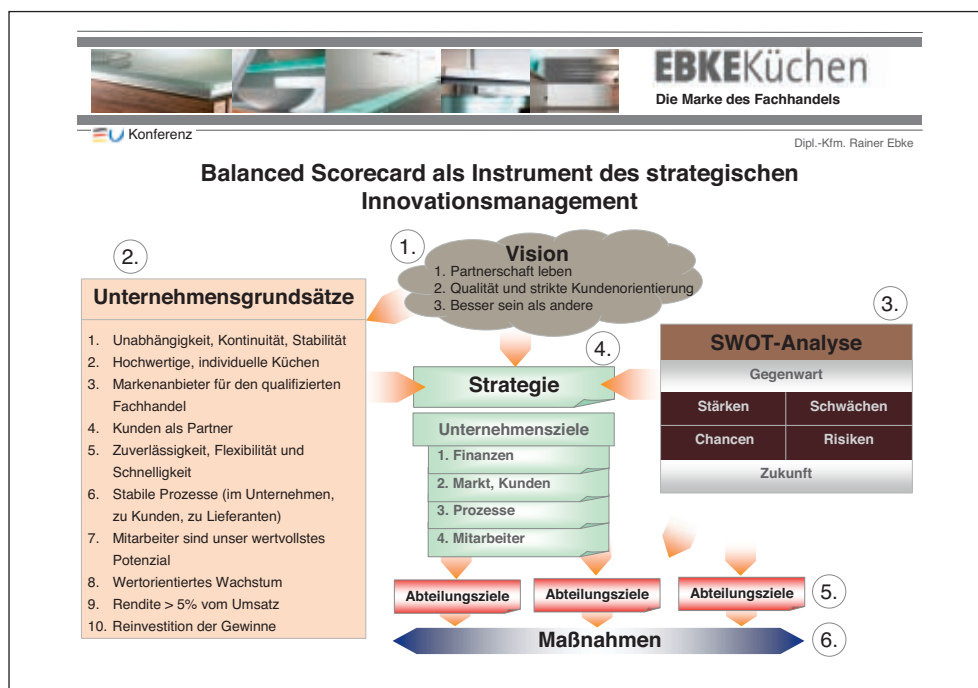 EBKEKüchen
Die Marke des Fachhandels
EU Konferenz
Dipl.-Kfm. Rainer Ebke
Balanced Scorecard als Instrument des strategischen
Innovationsmanagement
1.
Vision
1. Partnerschaft leben
2. Qualität und strikte Kundenorientierung
3. Besser sein als andere
2.
Unternehmensgrundsätze
1. Unabhängigkeit, Kontinuität, Stabilität
2. Hochwertige, individuelle Küchen
3. Markenanbieter für den qualifizierten
Fachhandel
4. Kunden als Partner
5. Zuverlässigkeit, Flexibilität und
Schnelligkeit
6. Stabile Prozesse (im Unternehmen,
zu Kunden, zu Lieferanten)
7. Mitarbeiter sind unser wertvollstes
Potenzial
8. Wertorientiertes Wachstum
9. Rendite > 5% vom Umsatz
10. Reinvestition der Gewinne
3.
SWOT-Analyse
Gegenwart
Stärken Schwächen
Chancen Risiken
Zukunft
4.
Strategie
Unternehmensziele
1. Finanzen
2. Markt, Kunden
3. Prozesse
4. Mitarbeiter
Abteilungsziele Abteilungsziele Abteilungsziele
5.
Maßnahmen
6.